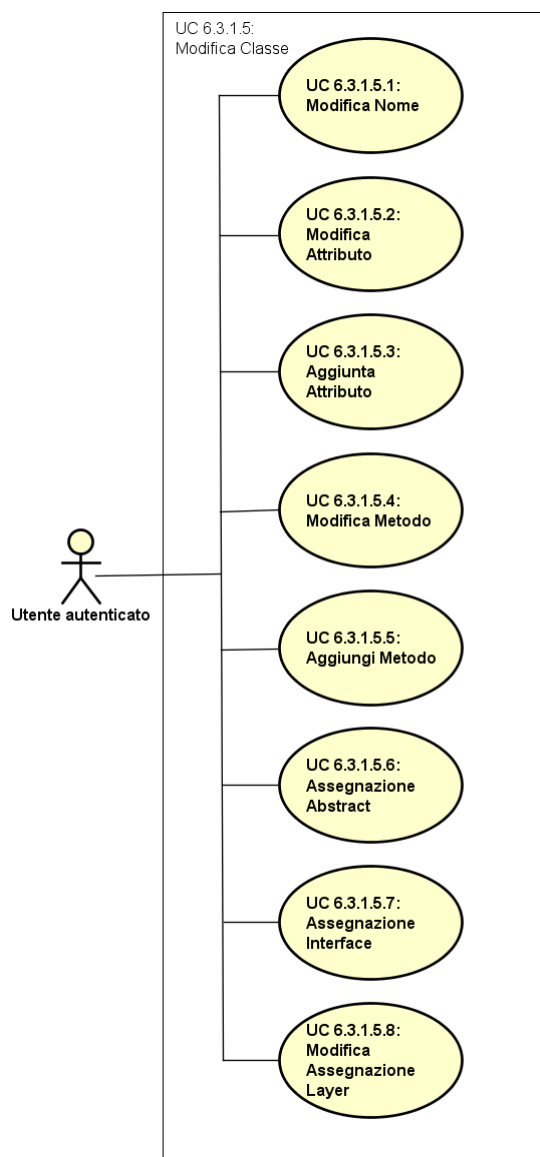 UC 6.3.1.5:
Modifica Classe
UC 6.3.1.5.1:
Modifica Nome
UC 6.3.1.5.2:
Modifica
Attributo
UC 6.3.1.5.3:
Aggiunta
Attributo
UC 6.3.1.5.4:
Modifica Metodo
Utente autenticato
UC 6.3.1.5.5:
Aggiungi Metodo
UC 6.3.1.5.6:
Assegnazione
Abstract
UC 6.3.1.5.7:
Assegnazione
Interface
UC 6.3.1.5.8:
Modifica
Assegnazione
Layer